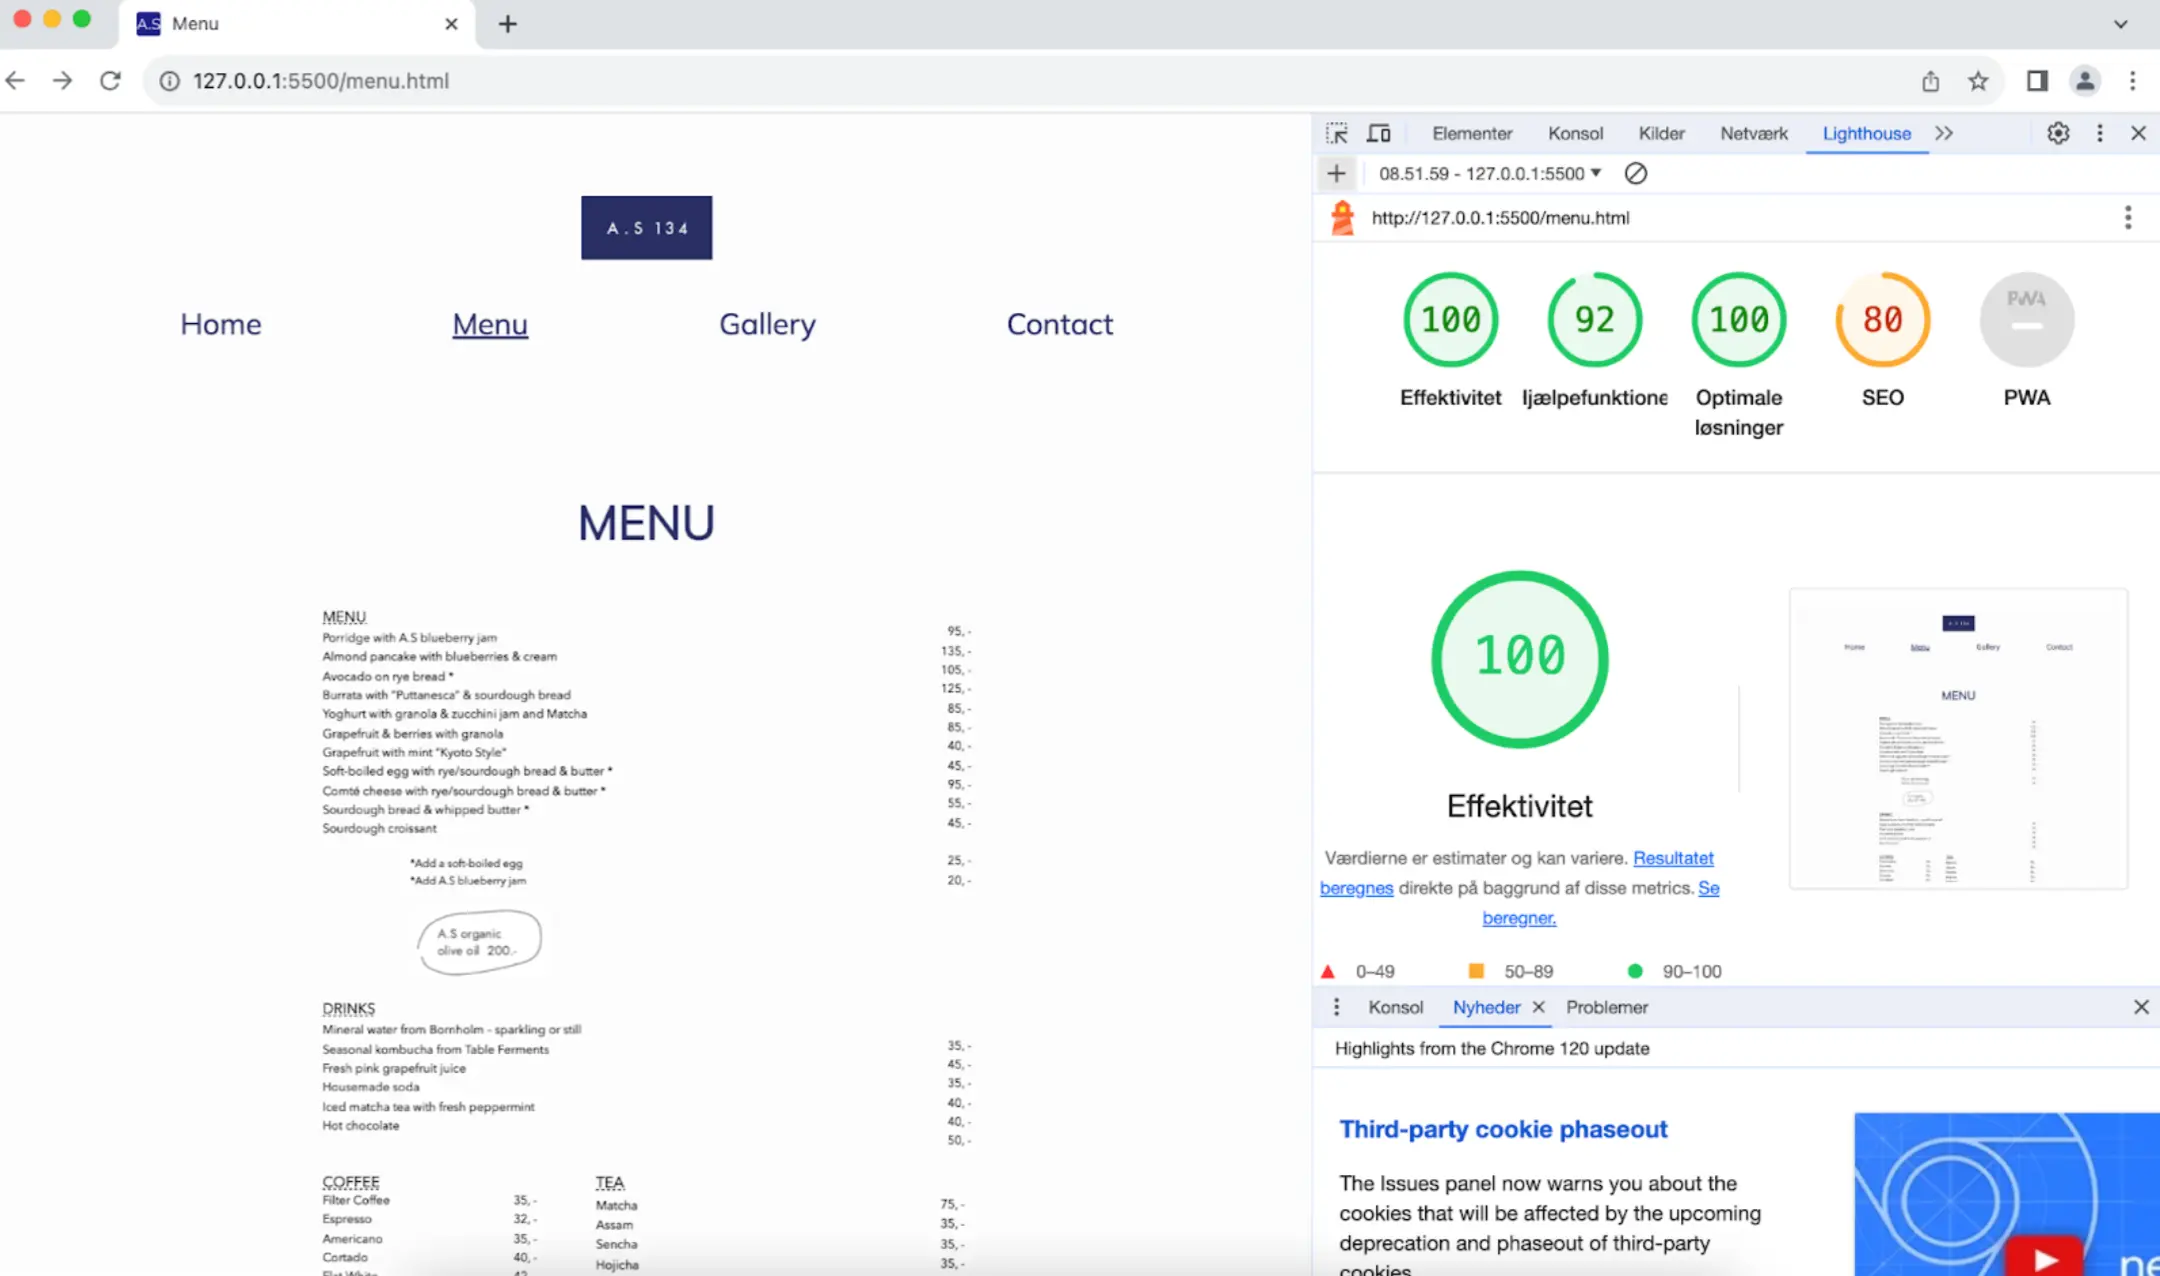 A.S Menu
127.0.0.1:5500/menu.html
A.S 134
Home Menu Gallery Contact
MENU
MENU
Porridge with A.S blueberry jam 95,-
Almond pancake with blueberries & cream 135,-
Avocado on rye bread * 105,-
Burrata with "Puttanesca" & sourdough bread 125,-
Yoghurt with granola & zucchini jam and Matcha 85,-
Grapefruit & berries with granola 85,-
Grapefruit with mint "Kyoto Style" 40,-
Soft-boiled egg with rye/sourdough bread & butter * 45,-
Comté cheese with rye/sourdough bread & butter * 95,-
Sourdough bread & whipped butter * 55,-
Sourdough croissant 45,-
*Add a soft-boiled egg 25,-
*Add A.S blueberry jam 20,-
A.S organic
olive oil 200.-
DRINKS
Mineral water from Bornholm - sparkling or still 35,-
Seasonal kombucha from Table Ferments 45,-
Fresh pink grapefruit juice 35,-
Housemade soda 40,-
Iced matcha tea with fresh peppermint 40,-
Hot chocolate 50,-
COFFEE TEA
Filter Coffee 35,- Matcha 75,-
Espresso 32,- Assam 35,-
Americano 35,- Sencha 35,-
Cortado 40,- Hojicha 35,-
Flat White 42
Elementer Konsol Kilder Netværk Lighthouse
08.51.59 - 127.0.0.1:5500
http://127.0.0.1:5500/menu.html
100 92 100 80 PWA
Effektivitet ljælpefunktione Optimale SEO PWA
løsninger
100
Effektivitet
Værdierne er estimater og kan variere. Resultatet
beregnes direkte på baggrund af disse metrics. Se
beregner.
0–49 50–89 90–100
A.S 134
Home Menu Gallery Contact
MENU
Konsol Nyheder Problemer
Highlights from the Chrome 120 update
Third-party cookie phaseout
The Issues panel now warns you about the
cookies that will be affected by the upcoming
deprecation and phaseout of third-party
cookies.
ne